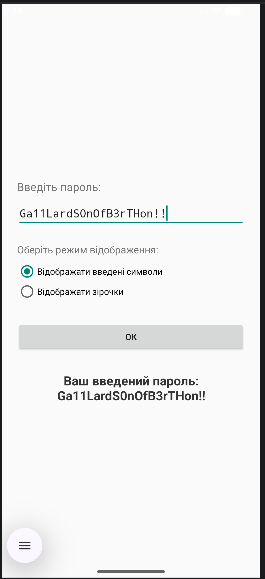 Введіть пароль:
Ga11LardS0nOfB3rTHon!!
Оберіть режим відображення:
Відображати введені символи
Відображати зірочки
ОК
Ваш введений пароль:
Ga11LardS0nOfB3rTHon!!